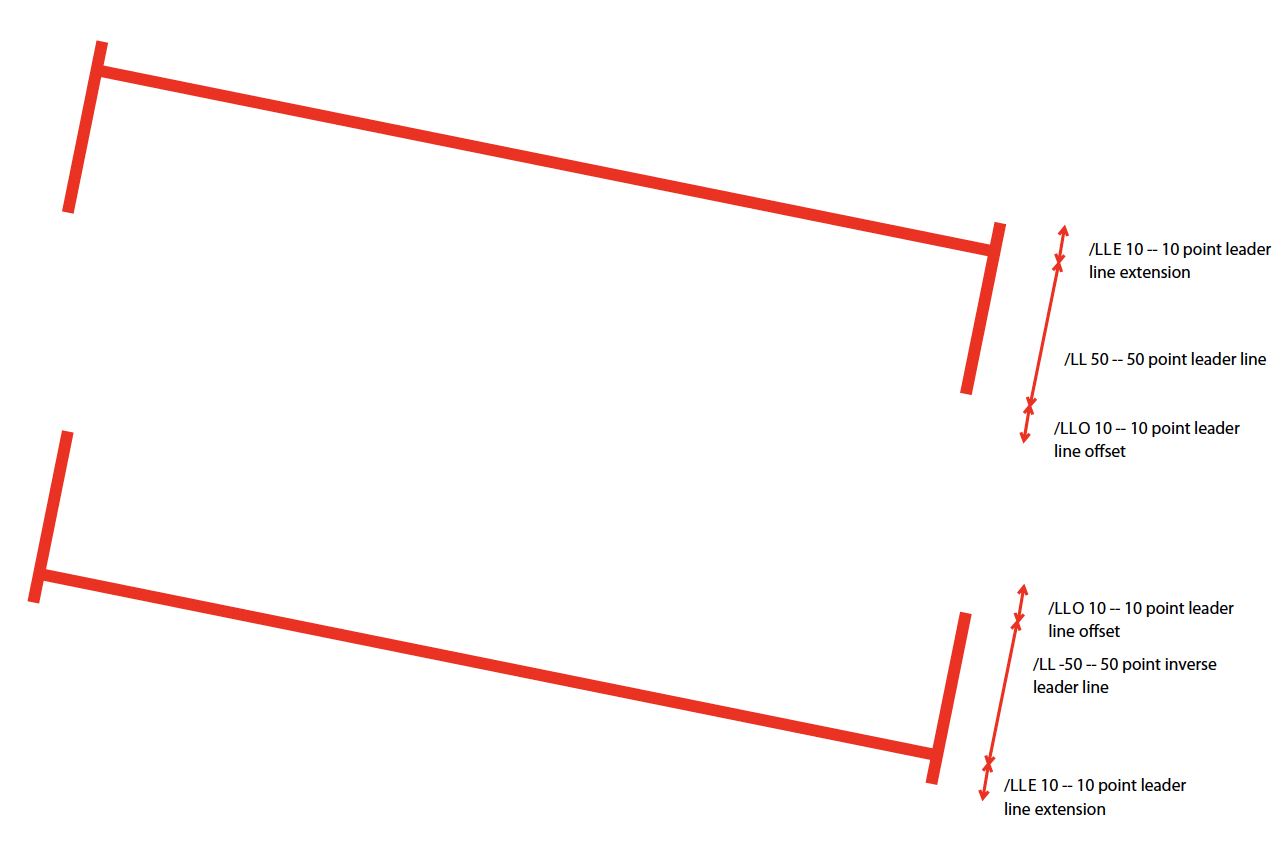 /LLE 10 -- 10 point leader
line extension
/LL 50 -- 50 point leader line
/LLO 10 -- 10 point leader
line offset
/LLO 10 -- 10 point leader
line offset
/LL -50 -- 50 point inverse
leader line
/LLE 10 -- 10 point leader
line extension